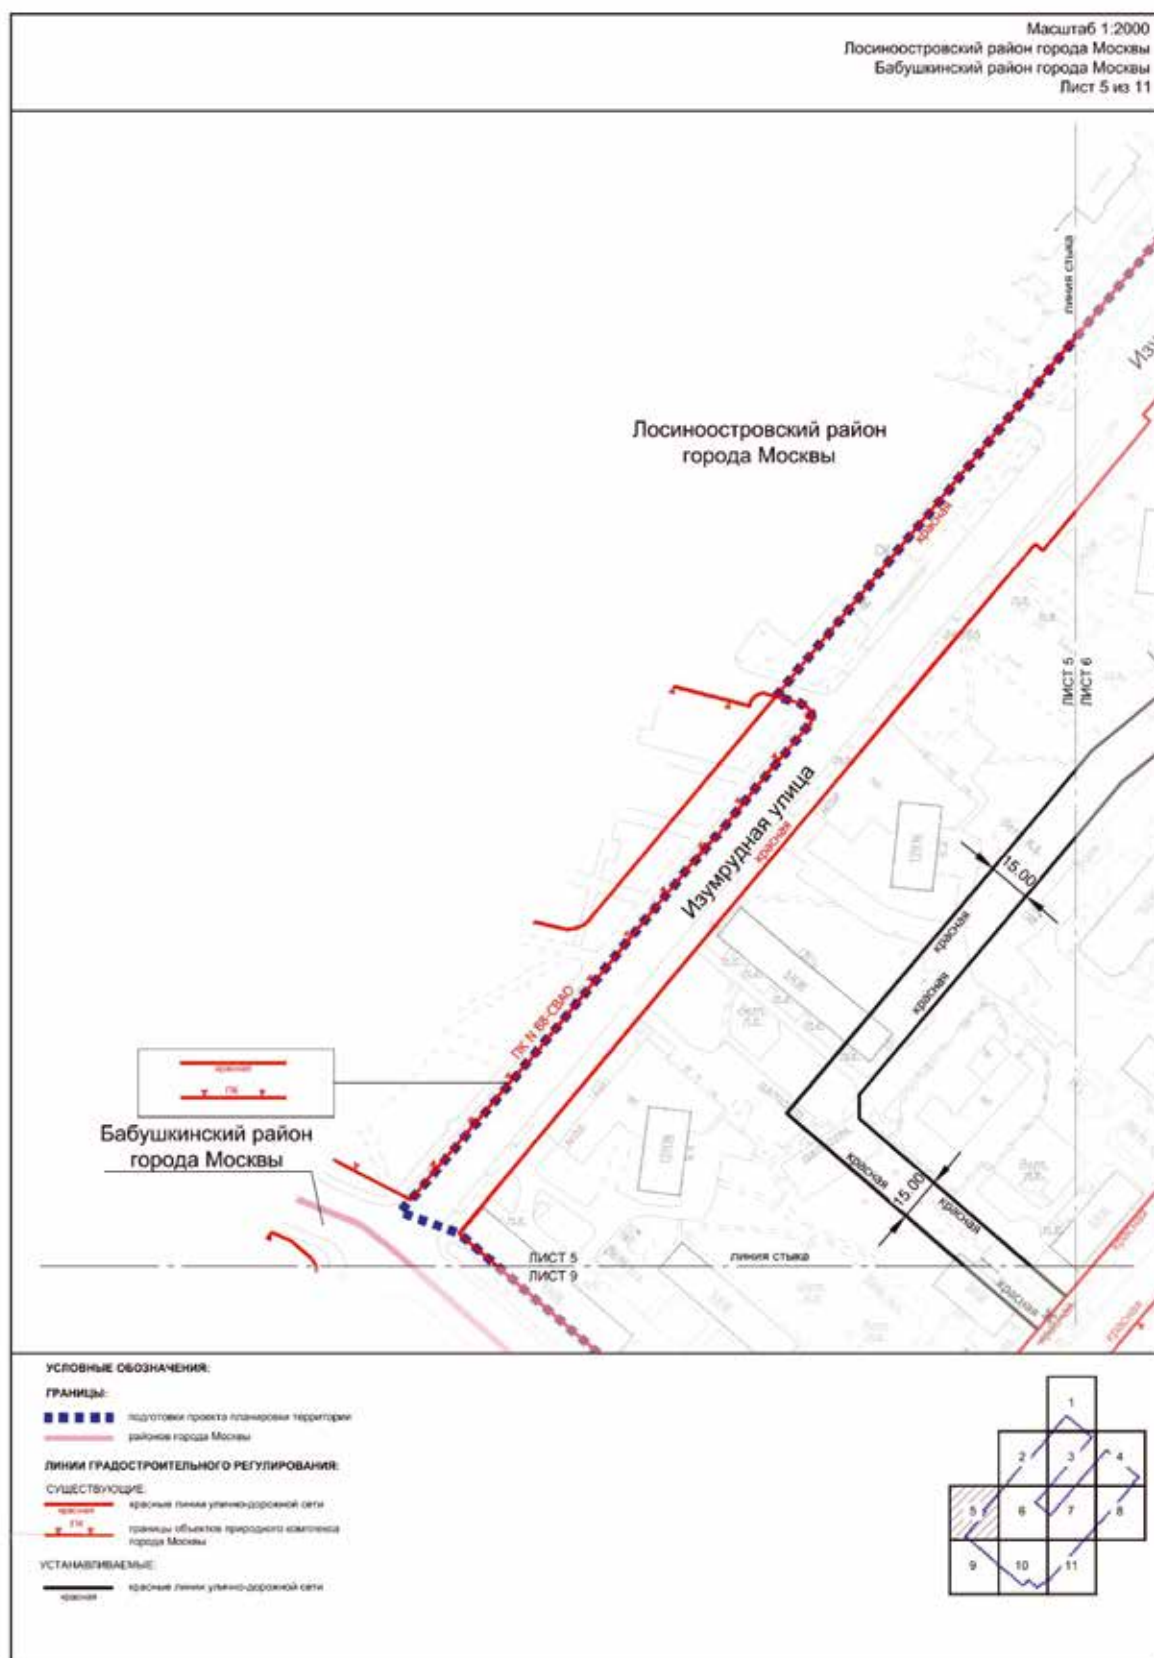 Масштаб 1:2000
Лосиноостровский район города Москвы
Бабушкинский район города Москвы
Лист 5 из 11
линия стыка
Изу
Лосиноостровский район
города Москвы
красная
ЛИСТ 5
ЛИСТ 6
Изумрудная улица
красная
15.00
красная
красная
ПК N 68-СВАО
красная
ПК
Бабушкинский район
города Москвы
красная
15.00
красная
ЛИСТ 5
ЛИСТ 9
линия стыка
красная
красная
красная
красная
УСЛОВНЫЕ ОБОЗНАЧЕНИЯ:
ГРАНИЦЫ:
подготовки проекта планировки территории
районов города Москвы
ЛИНИИ ГРАДОСТРОИТЕЛЬНОГО РЕГУЛИРОВАНИЯ:
СУЩЕСТВУЮЩИЕ:
красные линии улично-дорожной сети
красная
ПК
границы объектов природного комплекса
города Москвы
УСТАНАВЛИВАЕМЫЕ:
красные линии улично-дорожной сети
красная
1
2 3 4
5 6 7 8
9 10 11